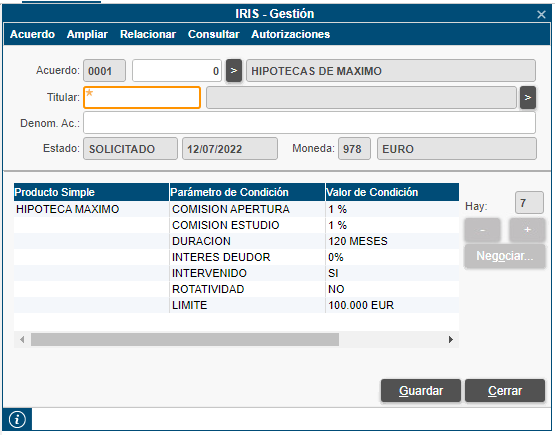 IRIS - Gestión
Acuerdo Ampliar Relacionar Consultar Autorizaciones
Acuerdo: 0001 0 > HIPOTECAS DE MAXIMO
Titular: * >
Denom. Ac.:
Estado: SOLICITADO 12/07/2022 Moneda: 978 EURO
Producto Simple Parámetro de Condición Valor de Condición
HIPOTECA MAXIMO COMISION APERTURA 1 %
COMISION ESTUDIO 1 %
DURACION 120 MESES
INTERES DEUDOR 0%
INTERVENIDO SI
ROTATIVIDAD NO
LIMITE 100.000 EUR
Hay: 7
- +
Negociar...
Guardar Cerrar